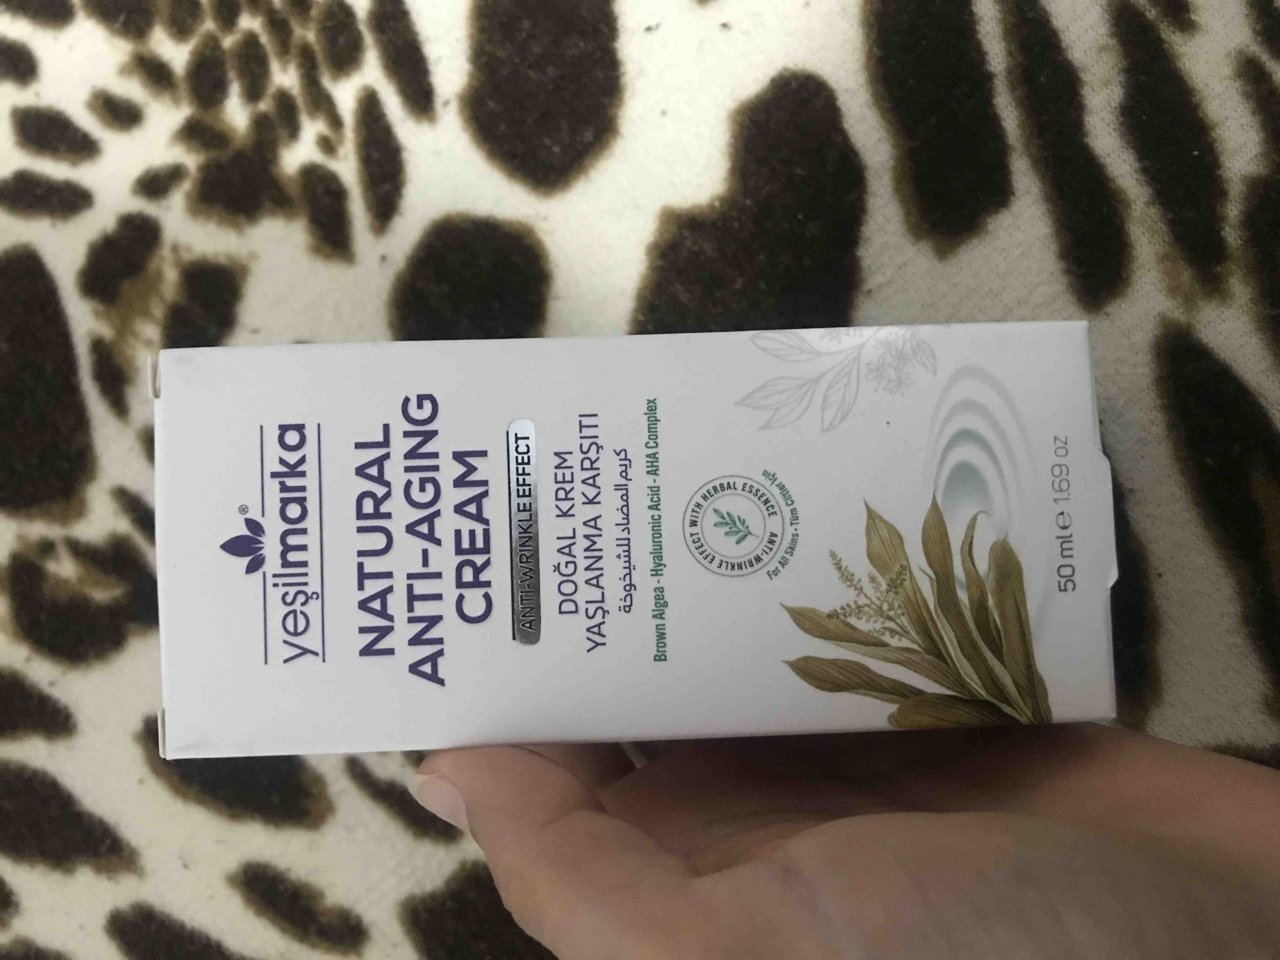 yeşilmarka®
NATURAL
ANTI-AGING
CREAM
ANTI-WRINKLE EFFECT
DOĞAL KREM
YAŞLANMA KARŞITI
كريم المضاد للشيخوخة
Brown Algea - Hyaluronic Acid - AHA Complex
ANTI-WRINKLE EFFECT WITH HERBAL ESSENCE
For All Skins • Tüm Ciltler İçin
50 ml e 1.69 oz